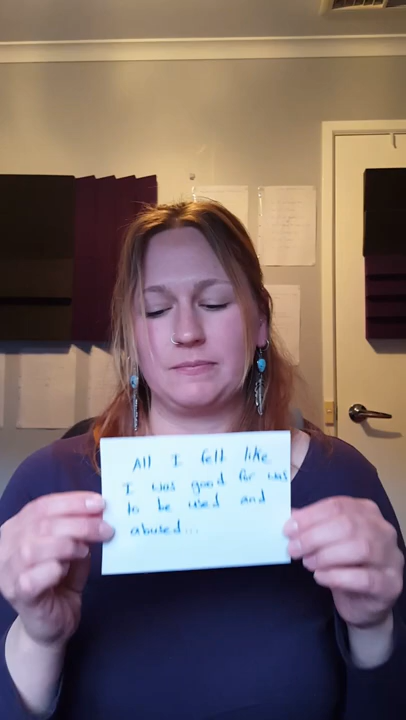 All I felt like
I was good for was
to be used and
abused...